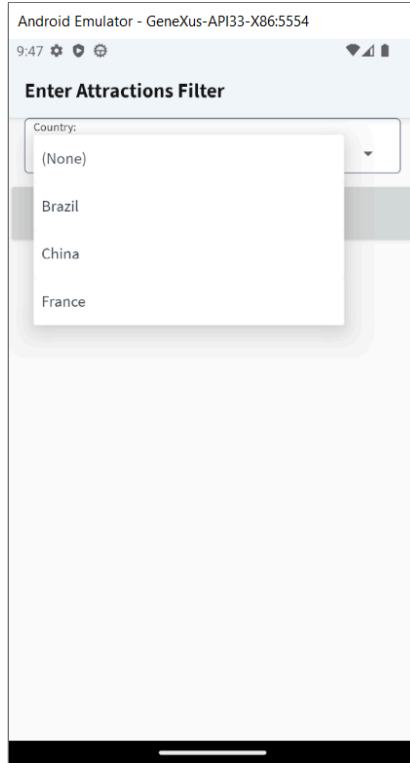 Android Emulator - GeneXus-API33-X86:5554
9:47
Enter Attractions Filter
Country:
(None)
Brazil
China
France